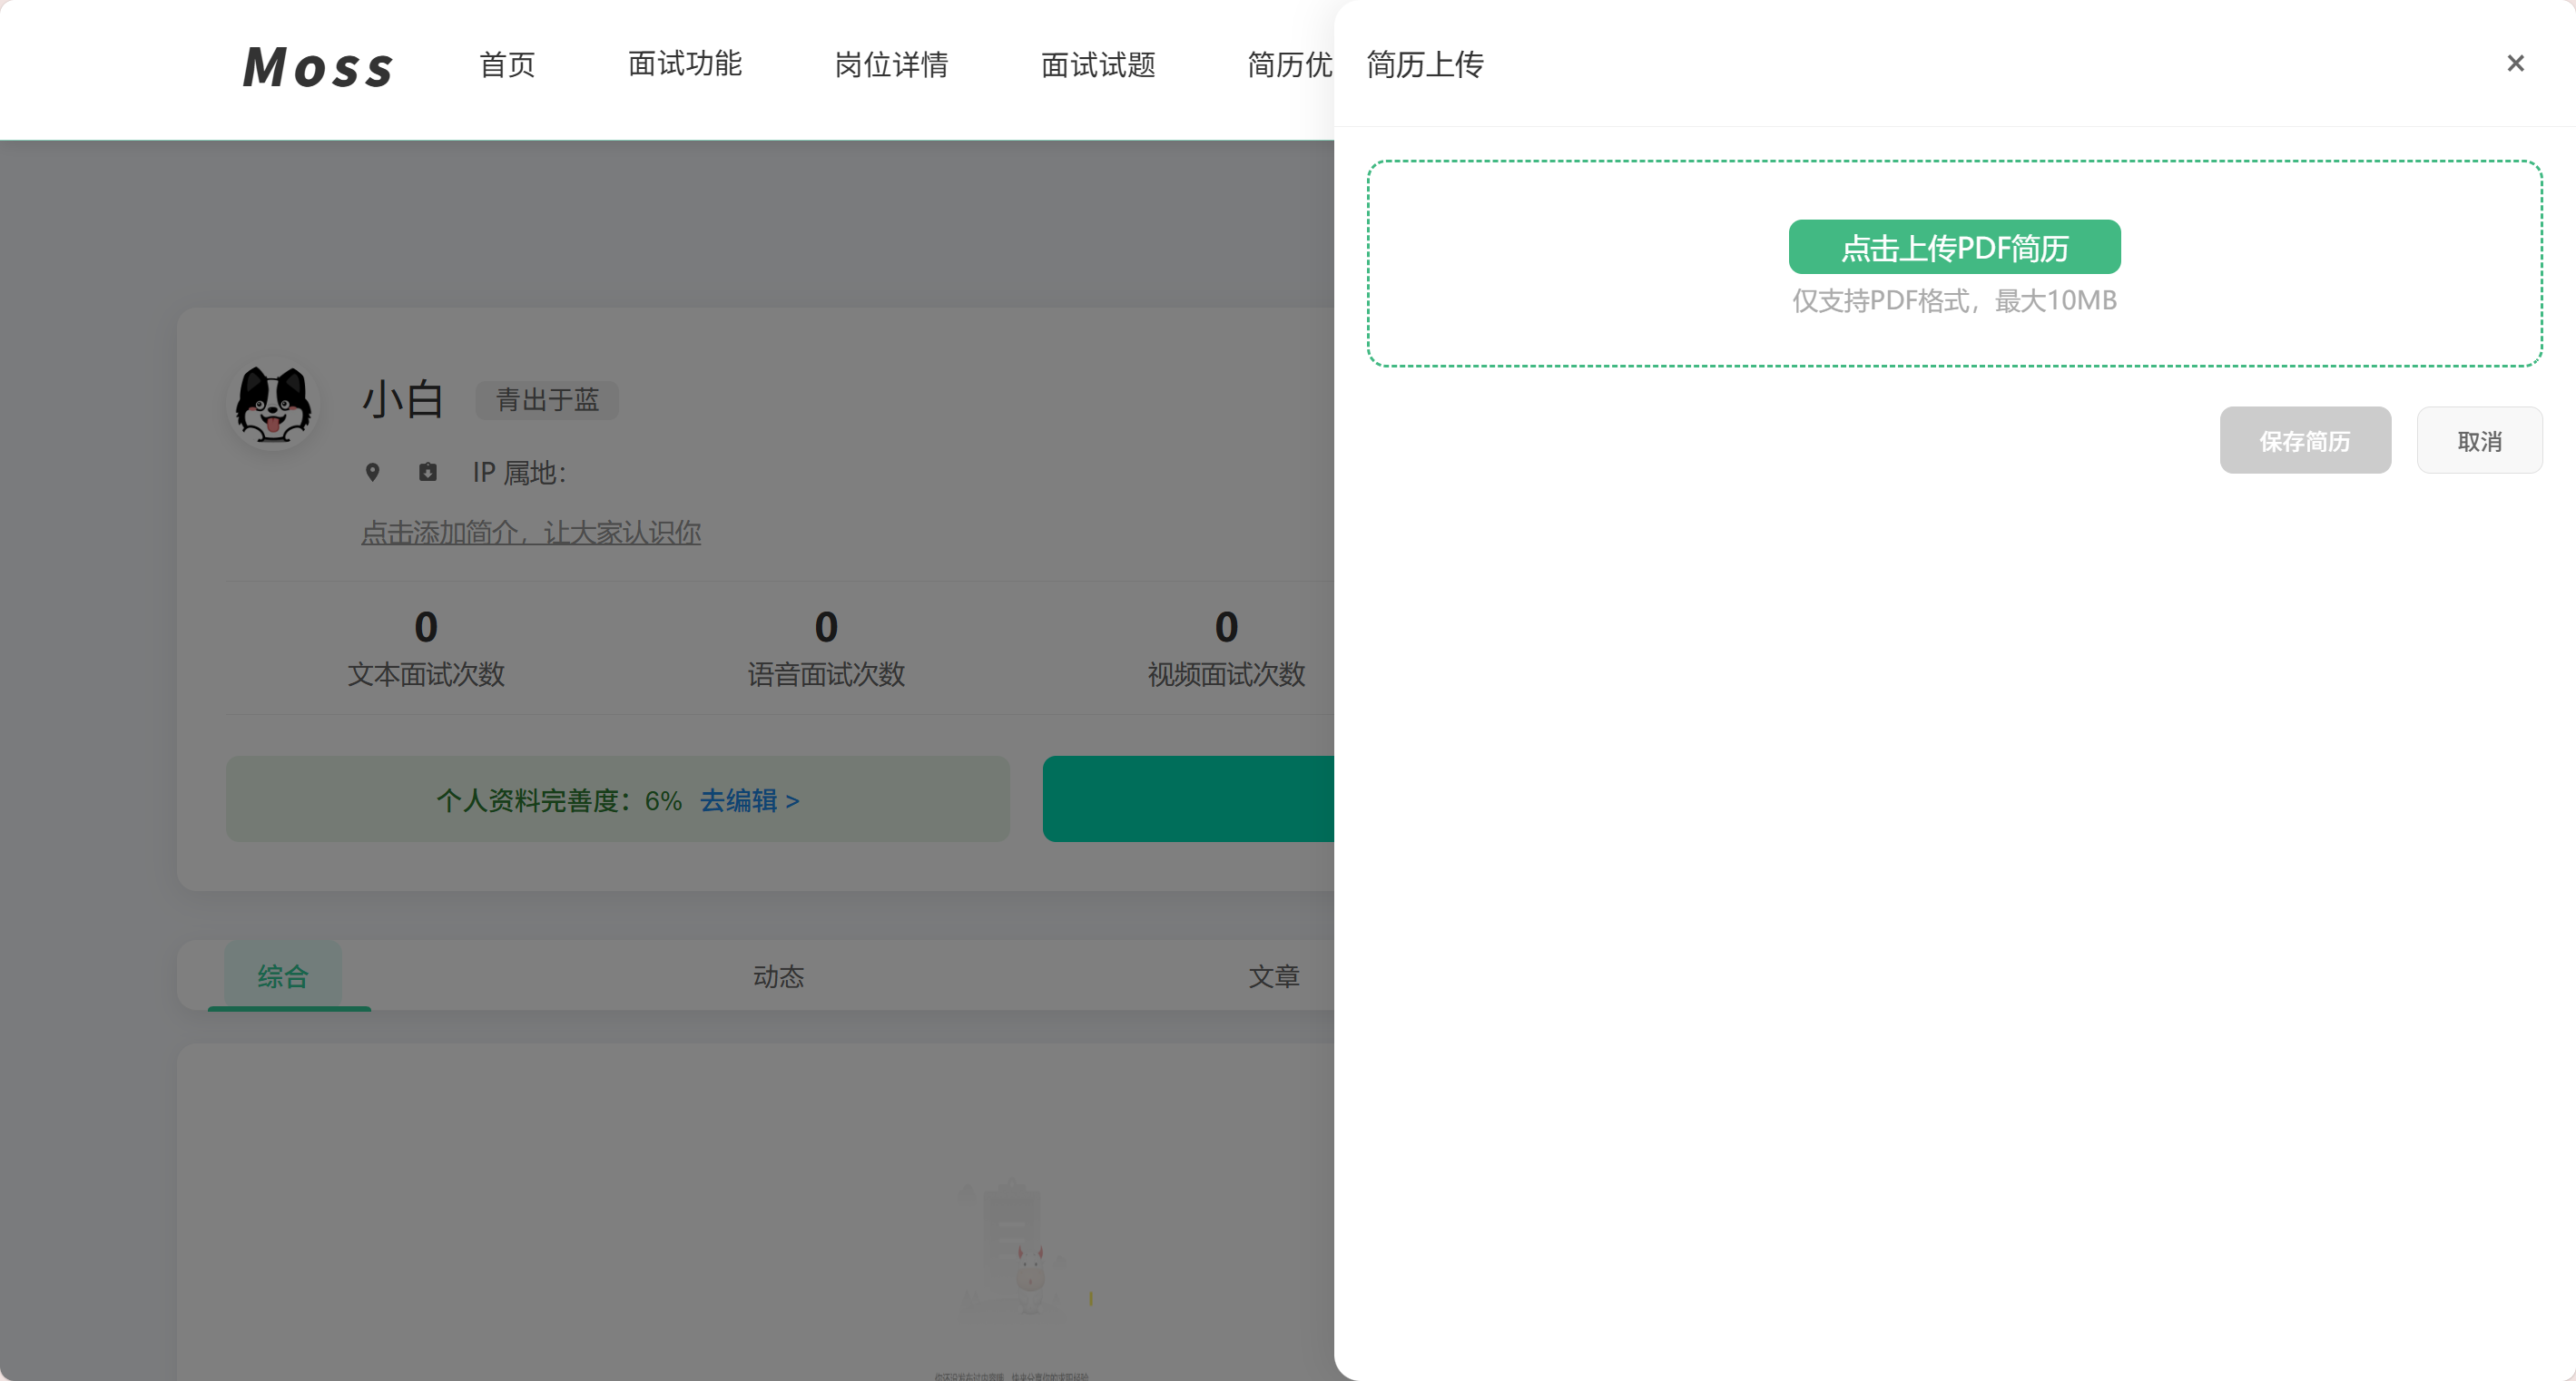 Moss
首页
面试功能
岗位详情
面试试题
简历优
简历上传
点击上传PDF简历
仅支持PDF格式，最大10MB
保存简历
取消
小白
青出于蓝
IP 属地：
点击添加简介，让大家认识你
0
文本面试次数
0
语音面试次数
0
视频面试次数
个人资料完善度：6% 去编辑 >
综合
动态
文章